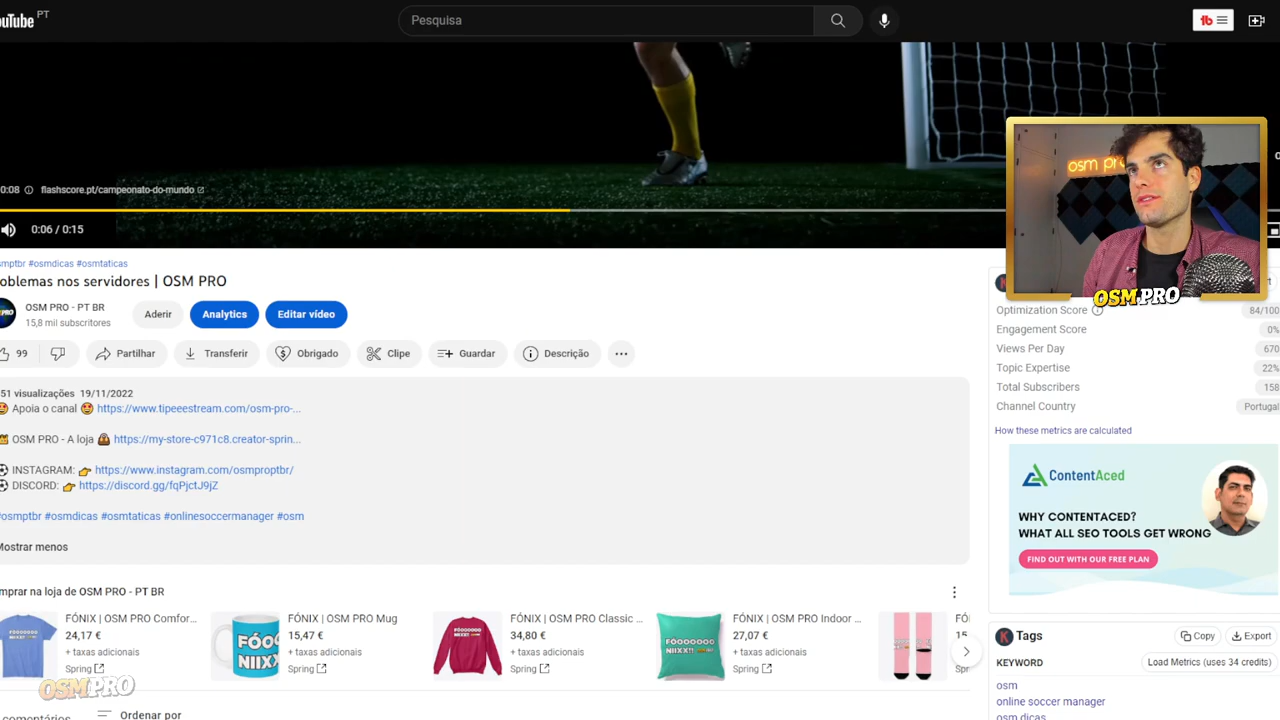 ouTube PT
Pesquisa
tb
0:08 flashscore.pt/campeonato-do-mundo
0:06 / 0:15
osm pro
OSM PRO
smptbr #osmdicas #osmtaticas
oblemas nos servidores | OSM PRO
OSM PRO - PT BR
15,8 mil subscritores
Aderir
Analytics
Editar vídeo
99
Partilhar
Transferir
Obrigado
Clipe
Guardar
Descrição
51 visualizações 19/11/2022
Apoia o canal https://www.tipeeestream.com/osm-pro-...
OSM PRO - A loja https://my-store-c971c8.creator-sprin...
INSTAGRAM: https://www.instagram.com/osmproptbr/
DISCORD: https://discord.gg/fqPjctJ9jZ
#osmptbr #osmdicas #osmtaticas #onlinesoccermanager #osm
Mostrar menos
mprar na loja de OSM PRO - PT BR
FÓNIX | OSM PRO Comfor...
24,17 €
+ taxas adicionais
Spring
FÓNIX | OSM PRO Mug
15,47 €
+ taxas adicionais
Spring
FÓNIX | OSM PRO Classic ...
34,80 €
+ taxas adicionais
Spring
FÓNIX | OSM PRO Indoor ...
27,07 €
+ taxas adicionais
Spring
OSM PRO
comentários
Ordenar por
Optimization Score 84/100
Engagement Score 0%
Views Per Day 670
Topic Expertise 22%
Total Subscribers 158
Channel Country Portugal
How these metrics are calculated
ContentAced
WHY CONTENTACED?
WHAT ALL SEO TOOLS GET WRONG
FIND OUT WITH OUR FREE PLAN
Tags
Copy
Export
KEYWORD
Load Metrics (uses 34 credits)
osm
online soccer manager
osm dicas